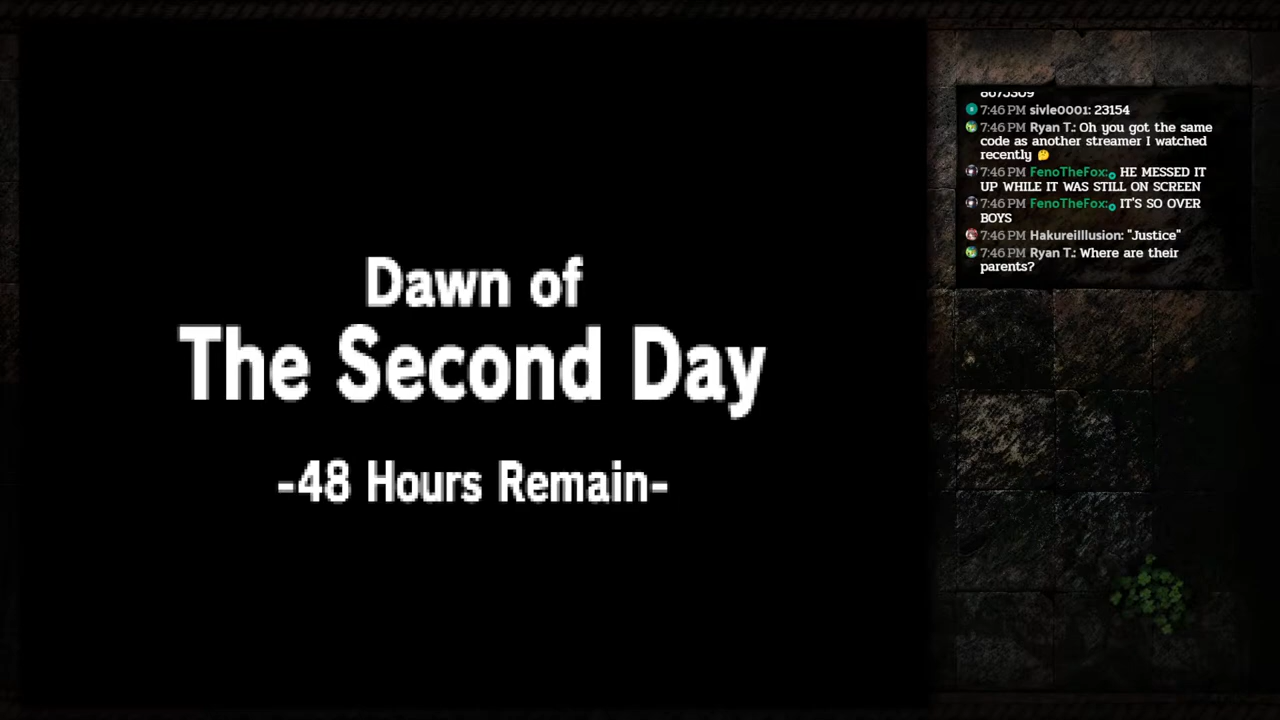 Dawn of
The Second Day
-48 Hours Remain-
8675309
7:46 PM sivle0001: 23154
7:46 PM Ryan T.: Oh you got the same
code as another streamer I watched
recently 🤔
7:46 PM FenoTheFox: HE MESSED IT
UP WHILE IT WAS STILL ON SCREEN
7:46 PM FenoTheFox: IT'S SO OVER
BOYS
7:46 PM HakureiIllusion: "Justice"
7:46 PM Ryan T.: Where are their
parents?